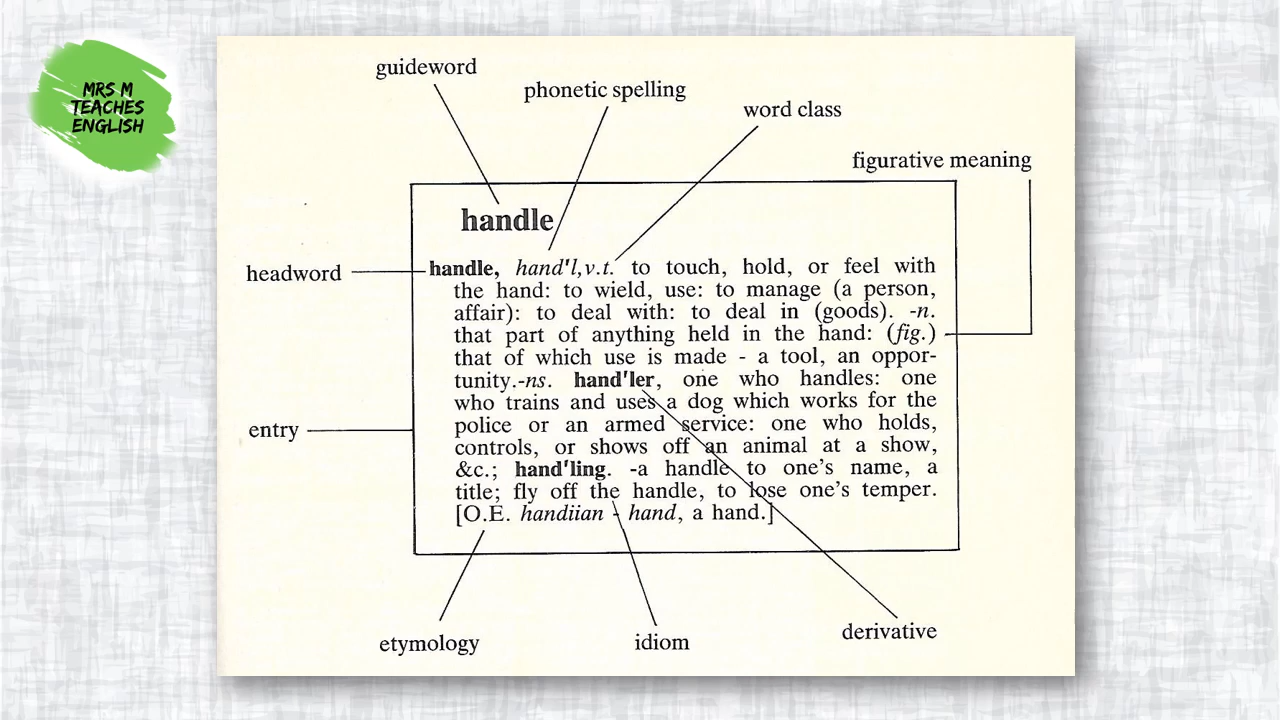 MRS M
TEACHES
ENGLISH
guideword
phonetic spelling
word class
figurative meaning
handle
headword
handle, hand'l,v.t. to touch, hold, or feel with
the hand: to wield, use: to manage (a person,
affair): to deal with: to deal in (goods). -n.
that part of anything held in the hand: (fig.)
that of which use is made - a tool, an oppor-
tunity.-ns. hand'ler, one who handles: one
who trains and uses a dog which works for the
entry
police or an armed service: one who holds,
controls, or shows off an animal at a show,
&c.; hand'ling. -a handle to one's name, a
title; fly off the handle, to lose one's temper.
[O.E. handiian - hand, a hand.]
etymology
idiom
derivative